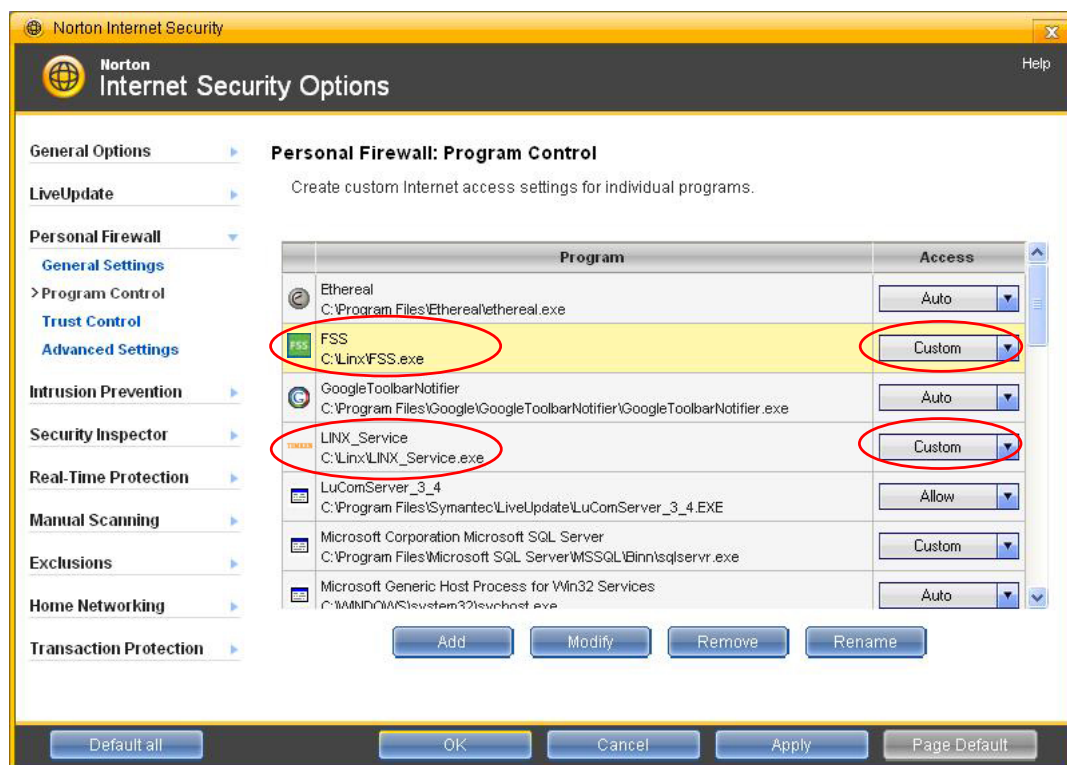 Norton Internet Security
Norton
Internet Security Options
Help
General Options
LiveUpdate
Personal Firewall
General Settings
>Program Control
Trust Control
Advanced Settings
Intrusion Prevention
Security Inspector
Real-Time Protection
Manual Scanning
Exclusions
Home Networking
Transaction Protection
Personal Firewall: Program Control
Create custom Internet access settings for individual programs.
Program Access
Ethereal
C:\Program Files\Ethereal\ethereal.exe
Auto
FSS
FSS
C:\Linx\FSS.exe
Custom
GoogleToolbarNotifier
C:\Program Files\Google\GoogleToolbarNotifier\GoogleToolbarNotifier.exe
Auto
TIMKEN
LINX_Service
C:\Linx\LINX_Service.exe
Custom
LuComServer_3_4
C:\Program Files\Symantec\LiveUpdate\LuComServer_3_4.EXE
Allow
Microsoft Corporation Microsoft SQL Server
C:\Program Files\Microsoft SQL Server\MSSQL\Binn\sqlservr.exe
Custom
Microsoft Generic Host Process for Win32 Services
C:\WINDOWS\system32\svchost.exe
Auto
Add Modify Remove Rename
Default all OK Cancel Apply Page Default